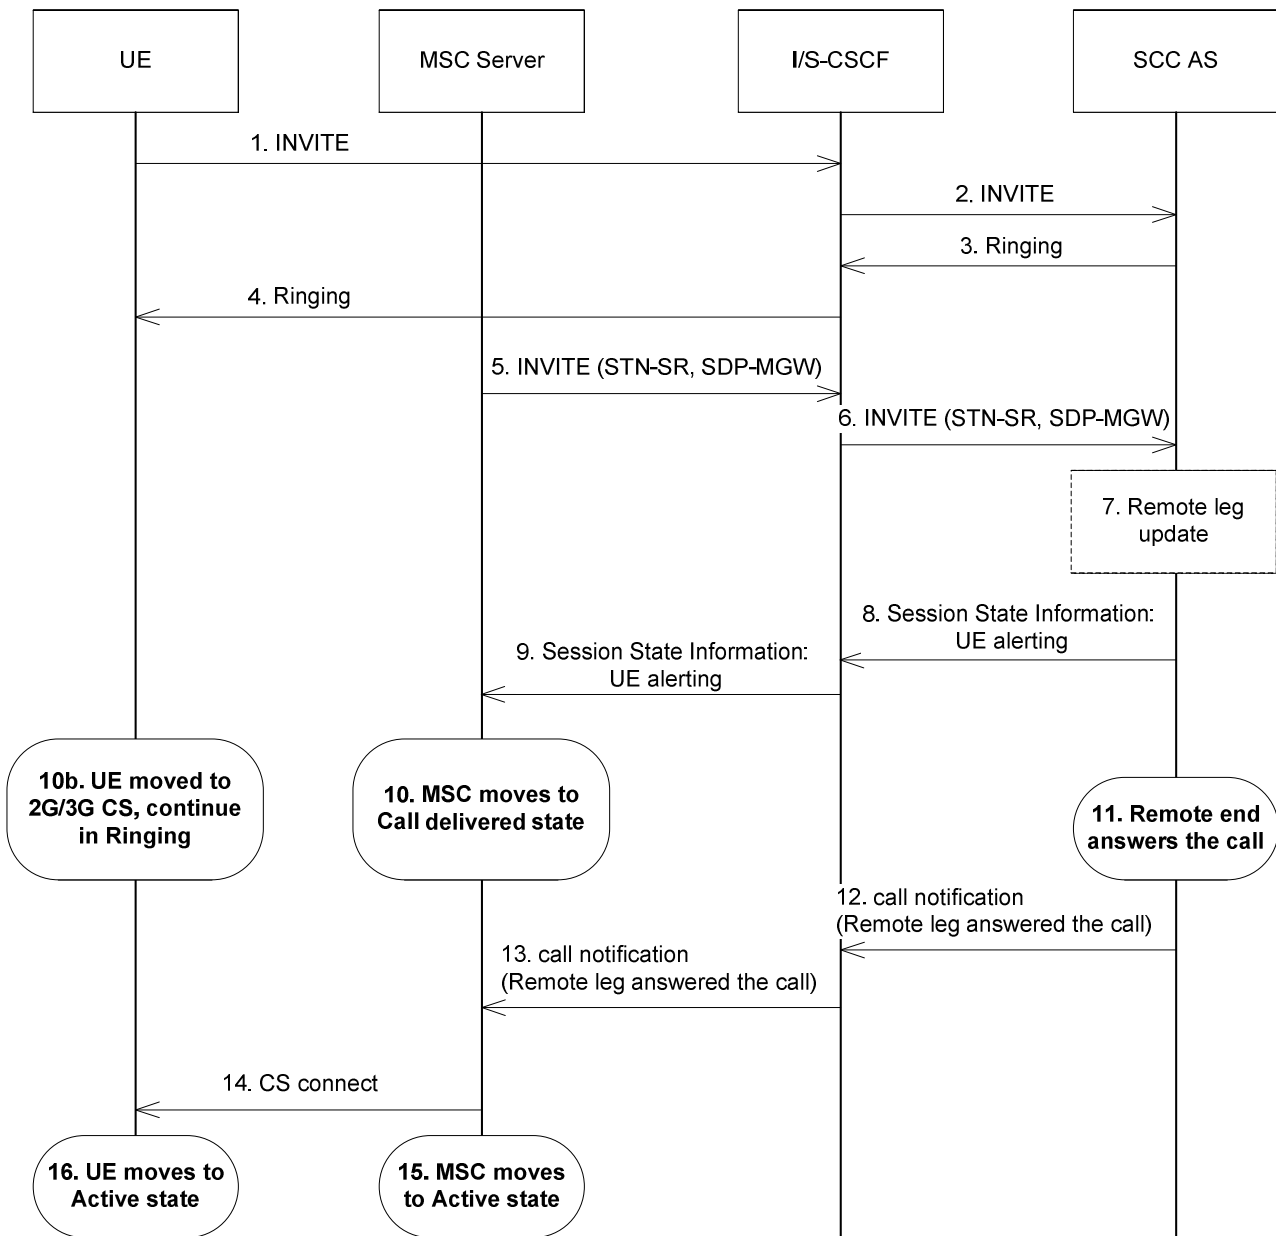 UE
MSC Server
I/S-CSCF
SCC AS
1. INVITE
2. INVITE
3. Ringing
4. Ringing
5. INVITE (STN-SR, SDP-MGW)
6. INVITE (STN-SR, SDP-MGW)
7. Remote leg
update
8. Session State Information:
UE alerting
9. Session State Information:
UE alerting
10b. UE moved to
2G/3G CS, continue
in Ringing
10. MSC moves to
Call delivered state
11. Remote end
answers the call
12. call notification
(Remote leg answered the call)
13. call notification
(Remote leg answered the call)
14. CS connect
16. UE moves to
Active state
15. MSC moves
to Active state